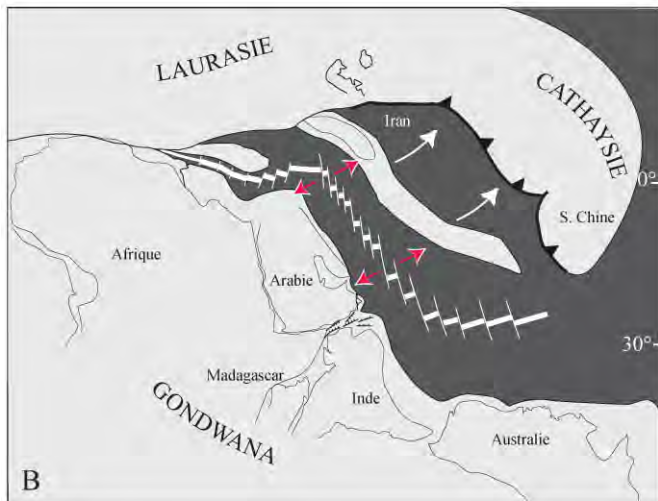 LAURASIE
CATHAYSIE
Iran
0°
S. Chine
Afrique
Arabie
30°
Madagascar
Inde
GONDWANA
Australie
B